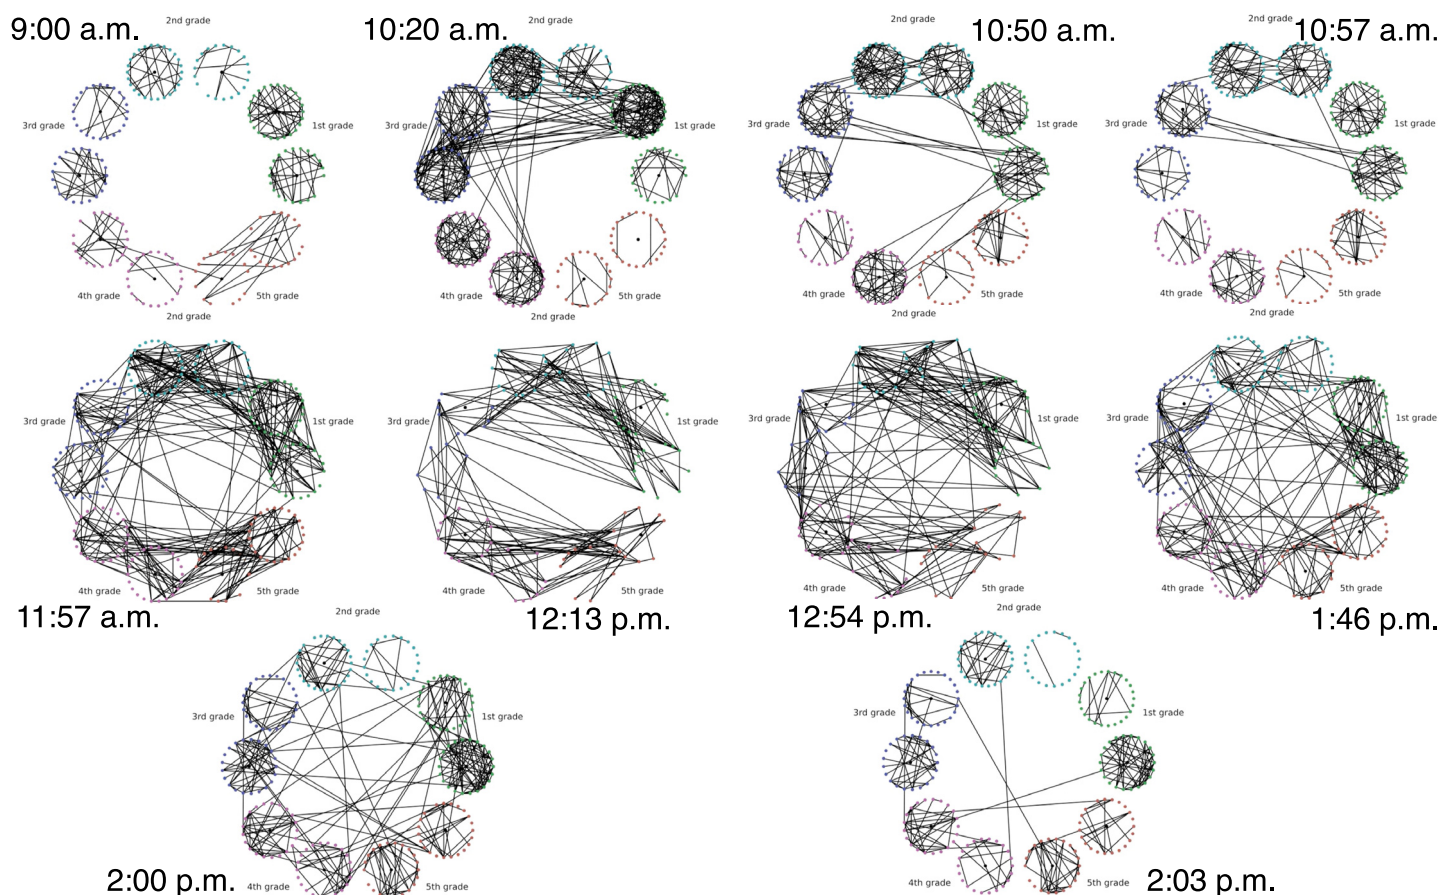 2nd grade 2nd grade 2nd grade
9:00 a.m. 10:20 a.m. 10:50 a.m. 10:57 a.m.
3rd grade 1st grade 3rd grade 1st grade 3rd grade 1st grade 3rd grade 1st grade
4th grade 5th grade 4th grade 5th grade 4th grade 5th grade 4th grade 5th grade
2nd grade 2nd grade 2nd grade 2nd grade
3rd grade 1st grade 3rd grade 1st grade 3rd grade 1st grade 3rd grade 1st grade
4th grade 5th grade 4th grade 5th grade 4th grade 5th grade 4th grade 5th grade
11:57 a.m. 12:13 p.m. 12:54 p.m. 1:46 p.m.
2nd grade 2nd grade
3rd grade 1st grade 3rd grade 1st grade
2:00 p.m. 4th grade 5th grade 4th grade 5th grade 2:03 p.m.